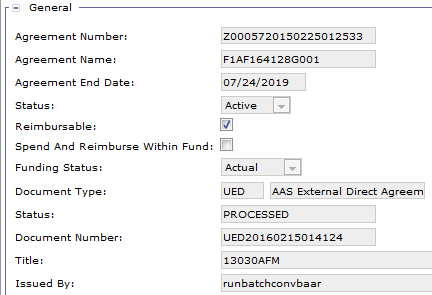 General
Agreement Number: Z0005720150225012533
Agreement Name: F1AF164128G001
Agreement End Date: 07/24/2019
Status: Active
Reimbursable:
Spend And Reimburse Within Fund:
Funding Status: Actual
Document Type: UED AAS External Direct Agreem
Status: PROCESSED
Document Number: UED20160215014124
Title: 13030AFM
Issued By: runbatchconvbaar